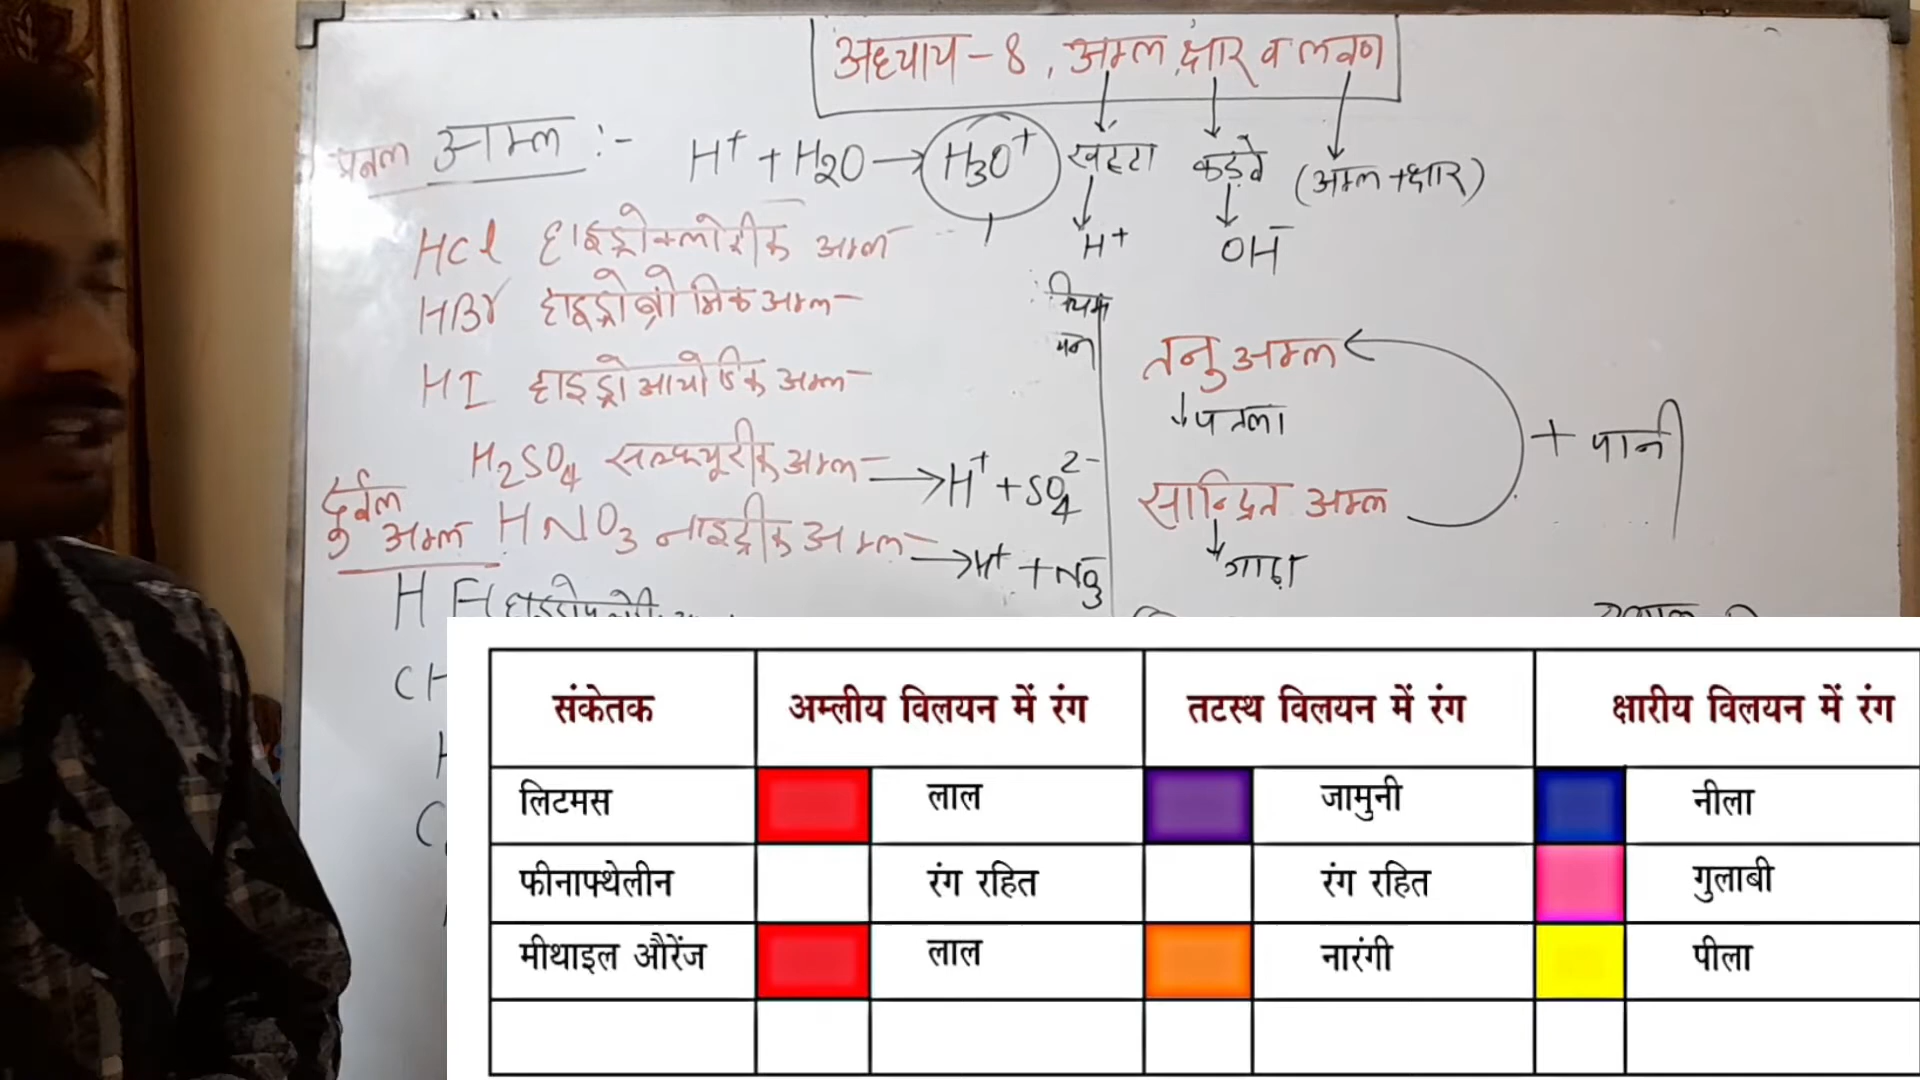 अध्याय - 8, अम्ल क्षार व लवण
प्रबल अम्ल :-
H⁺ + H2O → H3O⁺
खट्टा कड़वे (अम्ल + क्षार)
H⁺ OH⁻
HCl हाइड्रोक्लोरीक अम्ल
HBr हाइड्रोब्रोमिक अम्ल
HI हाइड्रोआयोडिक अम्ल
H2SO4 सल्फ्यूरीक अम्ल → H⁺ + SO4²⁻
HNO3 नाइट्रीक अम्ल → H⁺ + NO3⁻
दुर्बल
अम्ल
HF
CH
तनु अम्ल
पतला
सान्द्रित अम्ल
गाढ़ा
+ पानी
संकेतक अम्लीय विलयन में रंग तटस्थ विलयन में रंग क्षारीय विलयन में रंग
लिटमस लाल जामुनी नीला
फीनाफ्थेलीन रंग रहित रंग रहित गुलाबी
मीथाइल औरेंज लाल नारंगी पीला